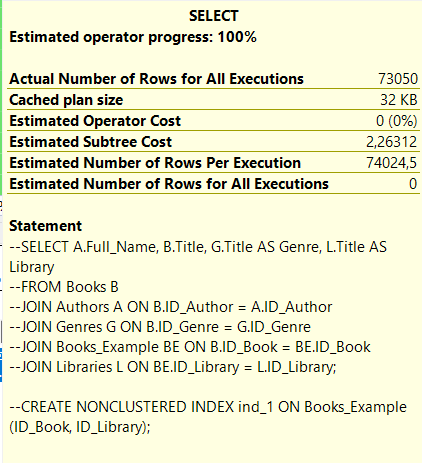 SELECT
Estimated operator progress: 100%
Actual Number of Rows for All Executions 73050
Cached plan size 32 KB
Estimated Operator Cost 0 (0%)
Estimated Subtree Cost 2,26312
Estimated Number of Rows Per Execution 74024,5
Estimated Number of Rows for All Executions 0
Statement
--SELECT A.Full_Name, B.Title, G.Title AS Genre, L.Title AS
Library
--FROM Books B
--JOIN Authors A ON B.ID_Author = A.ID_Author
--JOIN Genres G ON B.ID_Genre = G.ID_Genre
--JOIN Books_Example BE ON B.ID_Book = BE.ID_Book
--JOIN Libraries L ON BE.ID_Library = L.ID_Library;
--CREATE NONCLUSTERED INDEX ind_1 ON Books_Example
(ID_Book, ID_Library);